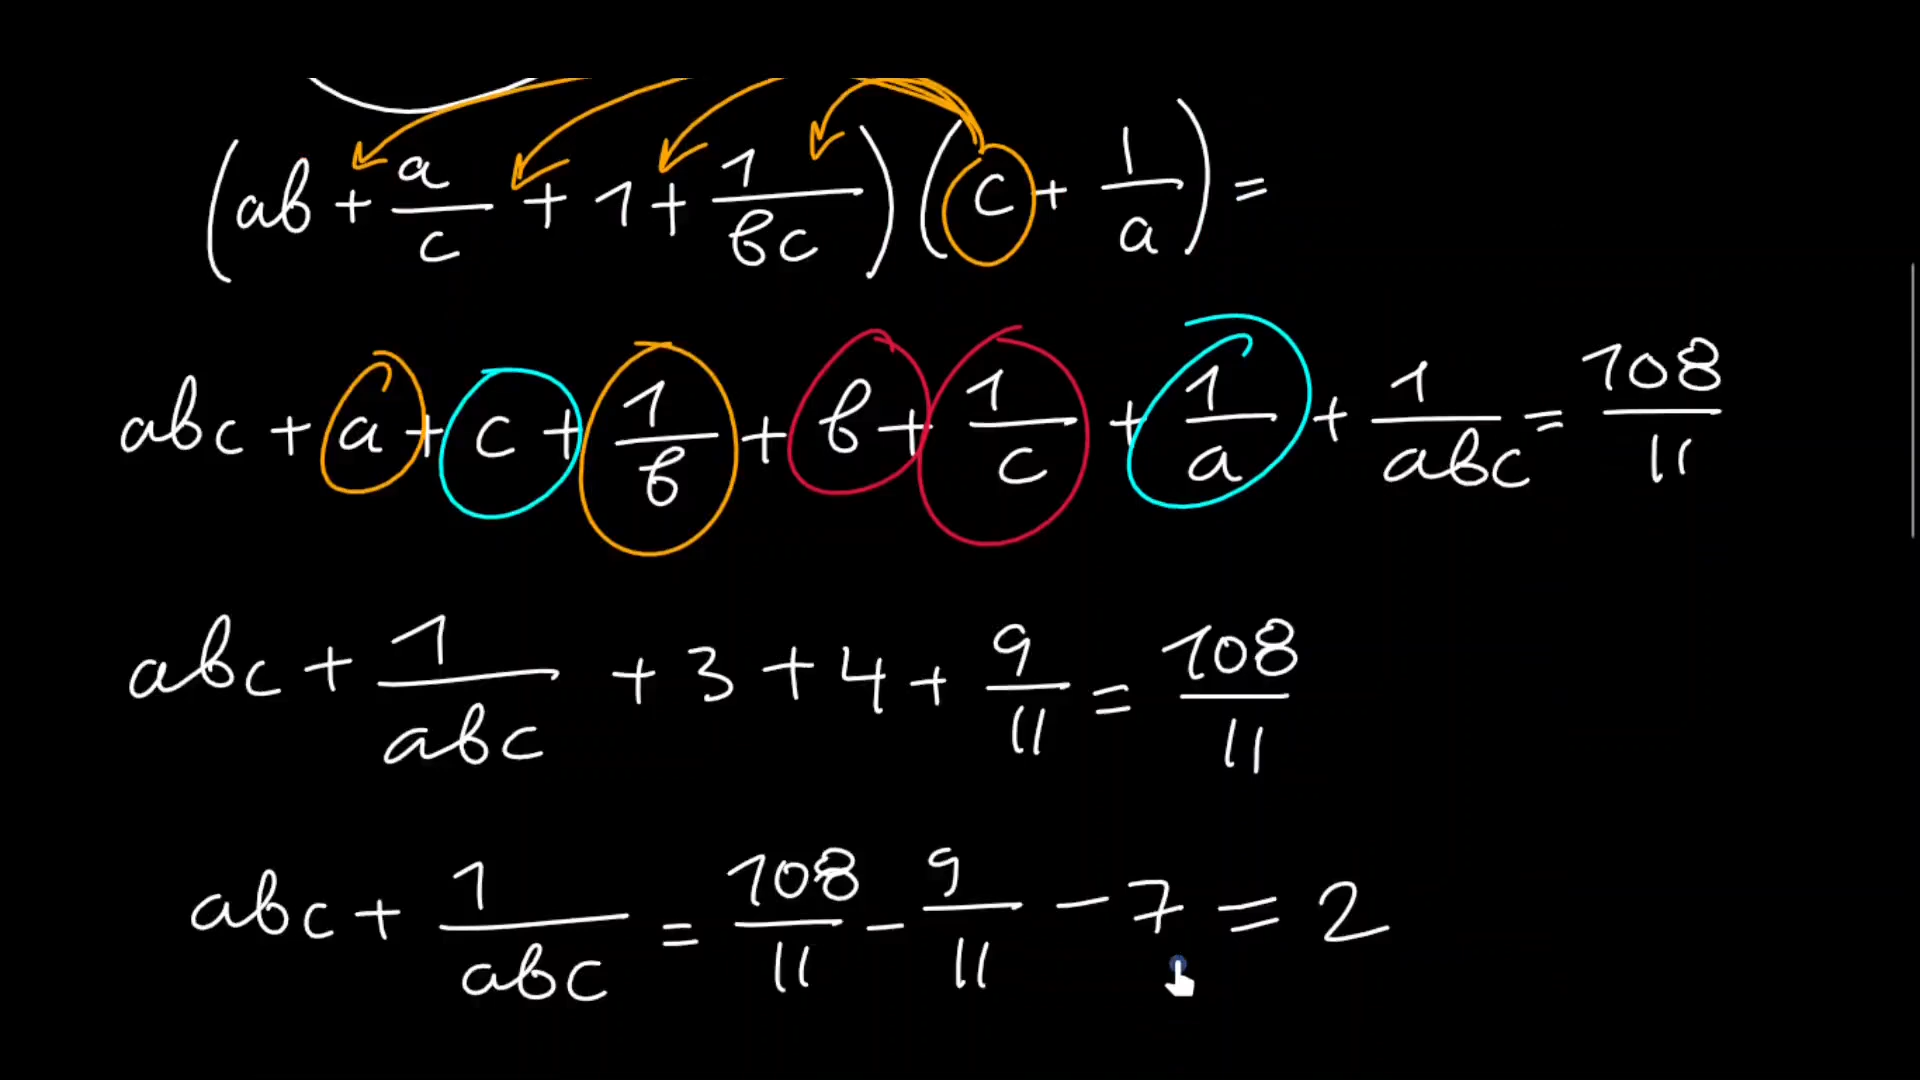 (ab + a/c + 1 + 1/bc)(c + 1/a) =
abc + a + c + 1/b + b + 1/c + 1/a + 1/abc = 108/11
abc + 1/abc + 3 + 4 + 9/11 = 108/11
abc + 1/abc = 108/11 - 9/11 - 7 = 2